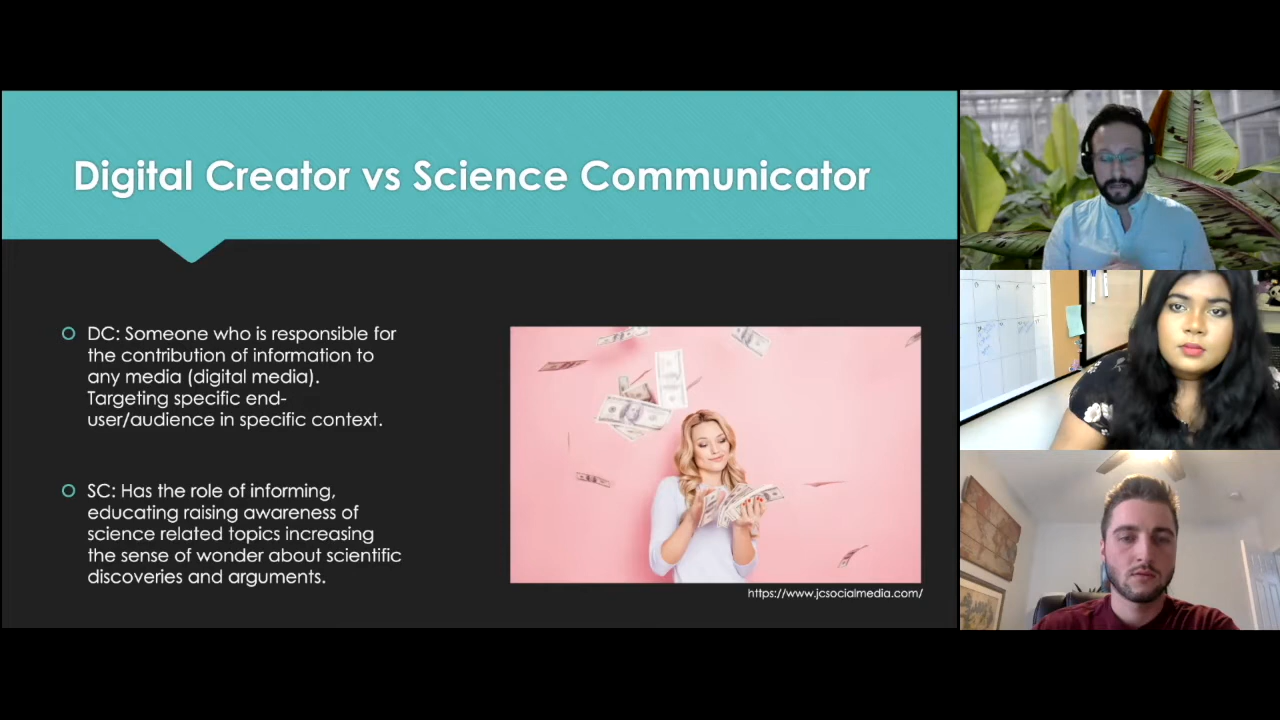 Digital Creator vs Science Communicator
DC: Someone who is responsible for
the contribution of information to
any media (digital media).
Targeting specific end-
user/audience in specific context.
SC: Has the role of informing,
educating raising awareness of
science related topics increasing
the sense of wonder about scientific
discoveries and arguments.
https://www.jcsocialmedia.com/